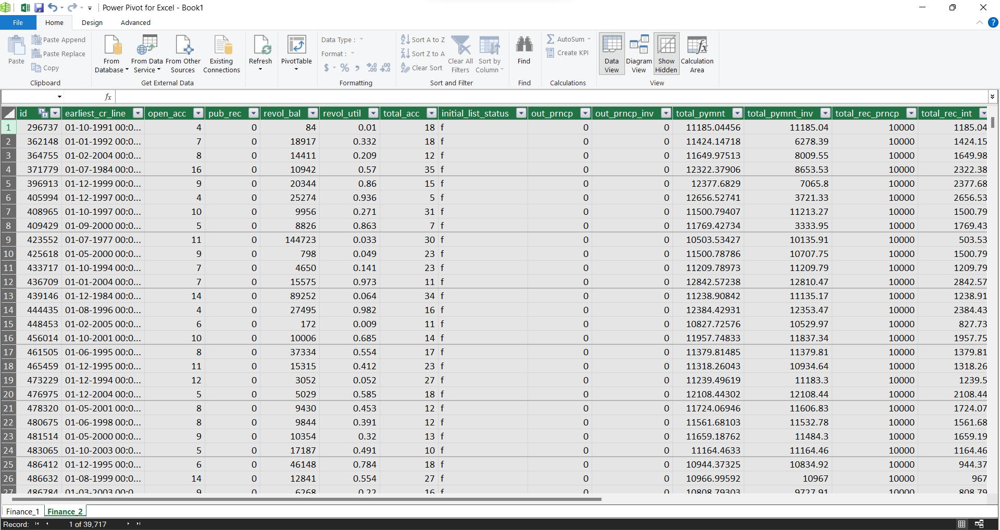 Power Pivot for Excel - Book1
File Home Design Advanced
Paste
Paste Append
Paste Replace
Copy
Clipboard
From Database
From Data Service
From Other Sources
Existing Connections
Get External Data
Refresh
PivotTable
Data Type :
Format :
$ % ,
Formatting
Sort A to Z
Sort Z to A
Clear Sort
Clear All Filters
Sort by Column
Sort and Filter
Find
Find
AutoSum
Create KPI
Calculations
Data View
Diagram View
Show Hidden
Calculation Area
View
fx
id earliest_cr_line open_acc pub_rec revol_bal revol_util total_acc initial_list_status out_prncp out_prncp_inv total_pymnt total_pymnt_inv total_rec_prncp total_rec_int
1 296737 01-10-1991 00:0... 4 0 84 0.01 18 f 0 0 11185.04456 11185.04 10000 1185.04
2 362148 01-01-1992 00:0... 7 0 18917 0.332 18 f 0 0 11424.14718 6278.39 10000 1424.15
3 364755 01-02-2004 00:0... 8 0 14411 0.209 12 f 0 0 11649.97513 8009.55 10000 1649.98
4 371779 01-07-1984 00:0... 16 0 10942 0.57 35 f 0 0 12322.37906 8653.53 10000 2322.38
5 396913 01-12-1999 00:0... 9 0 20344 0.86 15 f 0 0 12377.6829 7065.8 10000 2377.68
6 405994 01-12-1997 00:0... 4 0 25274 0.936 5 f 0 0 12656.52741 3721.33 10000 2656.53
7 408965 01-10-1997 00:0... 10 0 9956 0.271 31 f 0 0 11500.79407 11213.27 10000 1500.79
8 409429 01-09-2000 00:0... 5 0 8826 0.863 7 f 0 0 11769.42734 3333.95 10000 1769.43
9 423552 01-07-1977 00:0... 11 0 144723 0.033 30 f 0 0 10503.53427 10135.91 10000 503.53
10 425618 01-05-2000 00:0... 9 0 798 0.049 23 f 0 0 11500.78786 10707.75 10000 1500.79
11 433717 01-10-1994 00:0... 7 0 4650 0.141 23 f 0 0 11209.78973 11209.79 10000 1209.79
12 436709 01-01-2004 00:0... 7 0 15575 0.973 11 f 0 0 12842.57238 12810.47 10000 2842.57
13 439146 01-12-1984 00:0... 14 0 89252 0.064 34 f 0 0 11238.90842 11135.17 10000 1238.91
14 444435 01-08-1996 00:0... 4 0 27495 0.982 16 f 0 0 12384.42931 12353.47 10000 2384.43
15 448453 01-02-2005 00:0... 6 0 172 0.009 11 f 0 0 10827.72576 10529.97 10000 827.73
16 456014 01-10-2001 00:0... 10 0 10006 0.685 14 f 0 0 11957.74833 11837.34 10000 1957.75
17 461505 01-06-1995 00:0... 8 0 37334 0.554 17 f 0 0 11379.81485 11379.81 10000 1379.81
18 465459 01-12-1995 00:0... 11 0 15315 0.412 23 f 0 0 11318.26043 10934.64 10000 1318.26
19 473229 01-12-1994 00:0... 12 0 3052 0.052 27 f 0 0 11239.49619 11183.3 10000 1239.5
20 476975 01-12-2004 00:0... 5 0 5029 0.585 18 f 0 0 12108.44302 12108.44 10000 2108.44
21 478320 01-05-2001 00:0... 8 0 9430 0.453 12 f 0 0 11724.06946 11606.83 10000 1724.07
22 480675 01-06-1998 00:0... 8 0 9844 0.391 12 f 0 0 11561.68103 11532.78 10000 1561.68
23 481514 01-05-2000 00:0... 9 0 10354 0.32 13 f 0 0 11659.18762 11484.3 10000 1659.19
24 483065 01-10-2003 00:0... 5 0 17187 0.491 10 f 0 0 11164.4633 11164.46 10000 1164.46
25 486412 01-12-1995 00:0... 6 0 46148 0.784 18 f 0 0 10944.37325 10834.92 10000 944.37
26 486632 01-08-1999 00:0... 14 0 12841 0.554 27 f 0 0 10966.99592 10967 10000 967
27 486784 01-03-2003 00:0... 9 0 6268 0.22 16 f 0 0 10808.79303 9727.91 10000 808.79
Finance_1 Finance_2
Record: 1 of 39,717